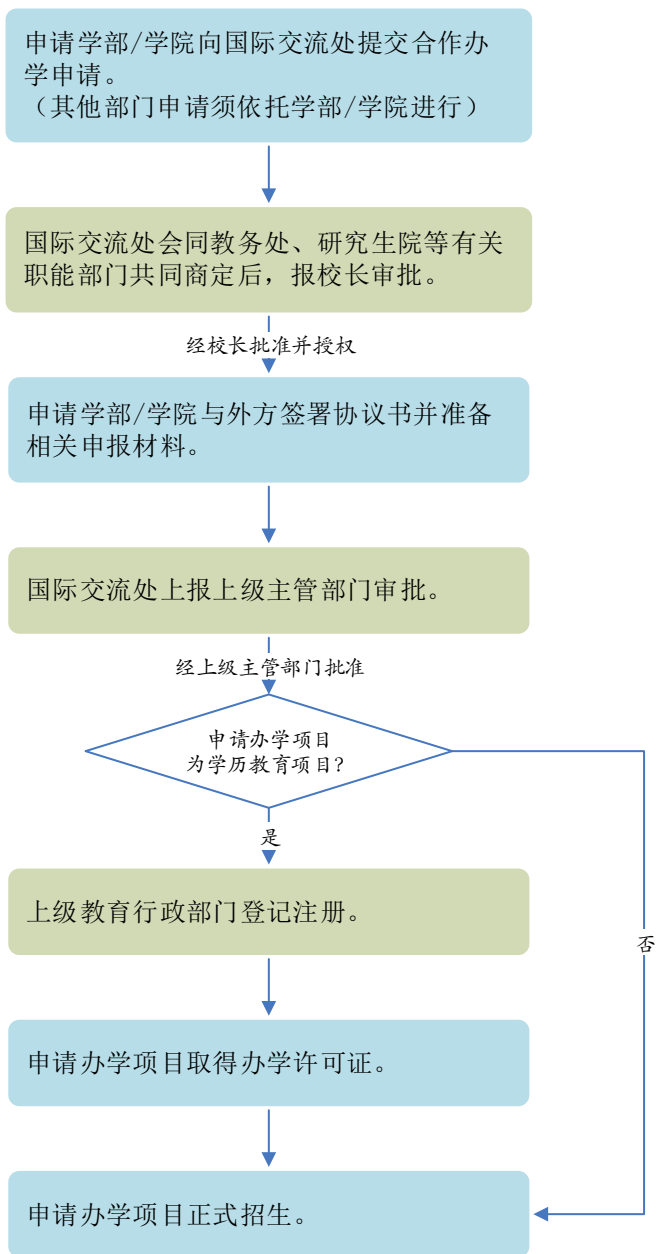 申请学部/学院向国际交流处提交合作办
学申请。
（其他部门申请须依托学部/学院进行）
国际交流处会同教务处、研究生院等有关
职能部门共同商定后，报校长审批。
经校长批准并授权
申请学部/学院与外方签署协议书并准备
相关申报材料。
国际交流处上报上级主管部门审批。
经上级主管部门批准
申请办学项目
为学历教育项目?
是
上级教育行政部门登记注册。
否
申请办学项目取得办学许可证。
申请办学项目正式招生。